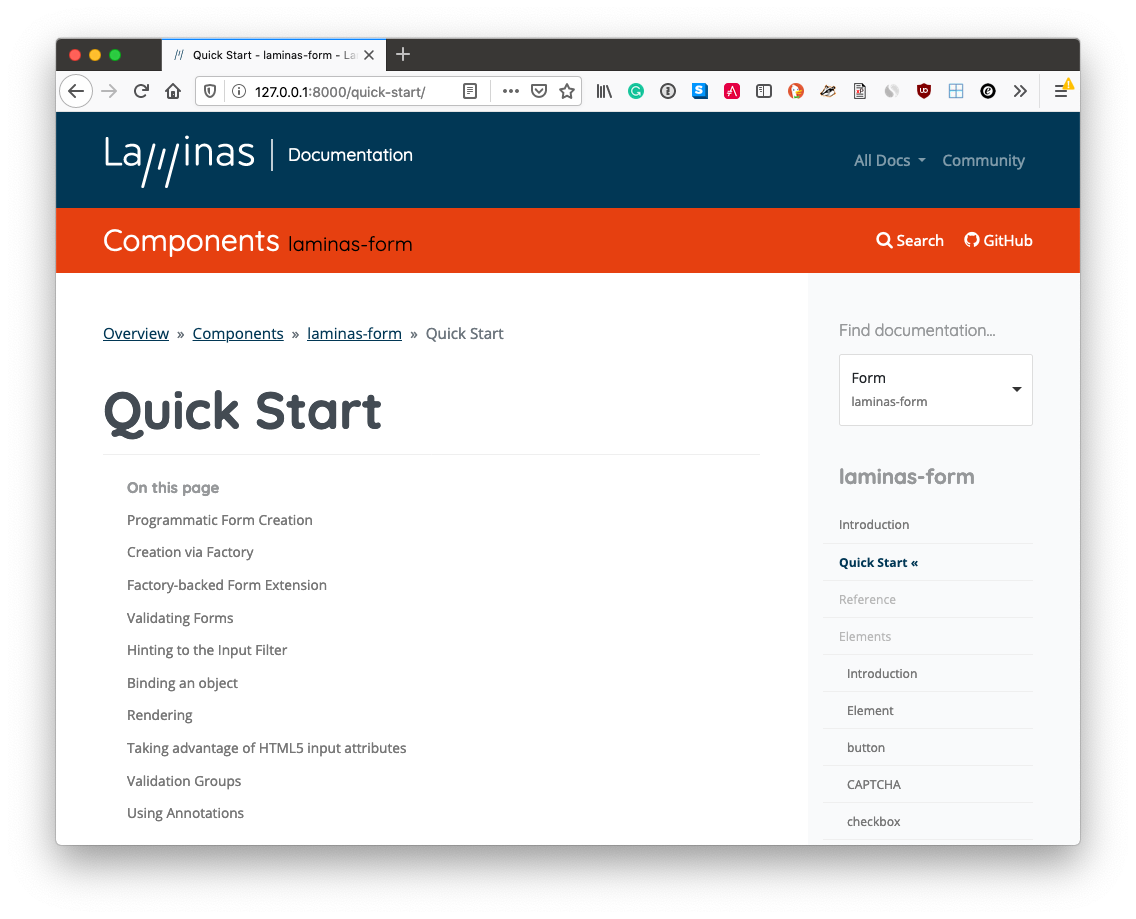 Quick Start - laminas-form - La
127.0.0.1:8000/quick-start/
Laminas
Documentation
All Docs
Community
Components laminas-form
Search
GitHub
Overview » Components » laminas-form » Quick Start
Quick Start
On this page
Programmatic Form Creation
Creation via Factory
Factory-backed Form Extension
Validating Forms
Hinting to the Input Filter
Binding an object
Rendering
Taking advantage of HTML5 input attributes
Validation Groups
Using Annotations
Find documentation...
Form
laminas-form
laminas-form
Introduction
Quick Start «
Reference
Elements
Introduction
Element
button
CAPTCHA
checkbox